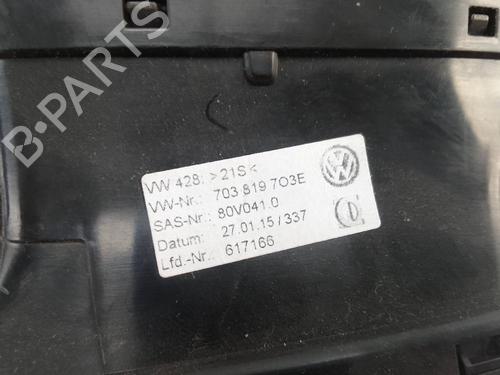 B-PARTS
VW 428: >21S<
VW-Nr.: 703 819 7O3E
SAS-Nr.: 80V041.0
Datum: 27.01.15 / 337
Lfd.-Nr.: 617166